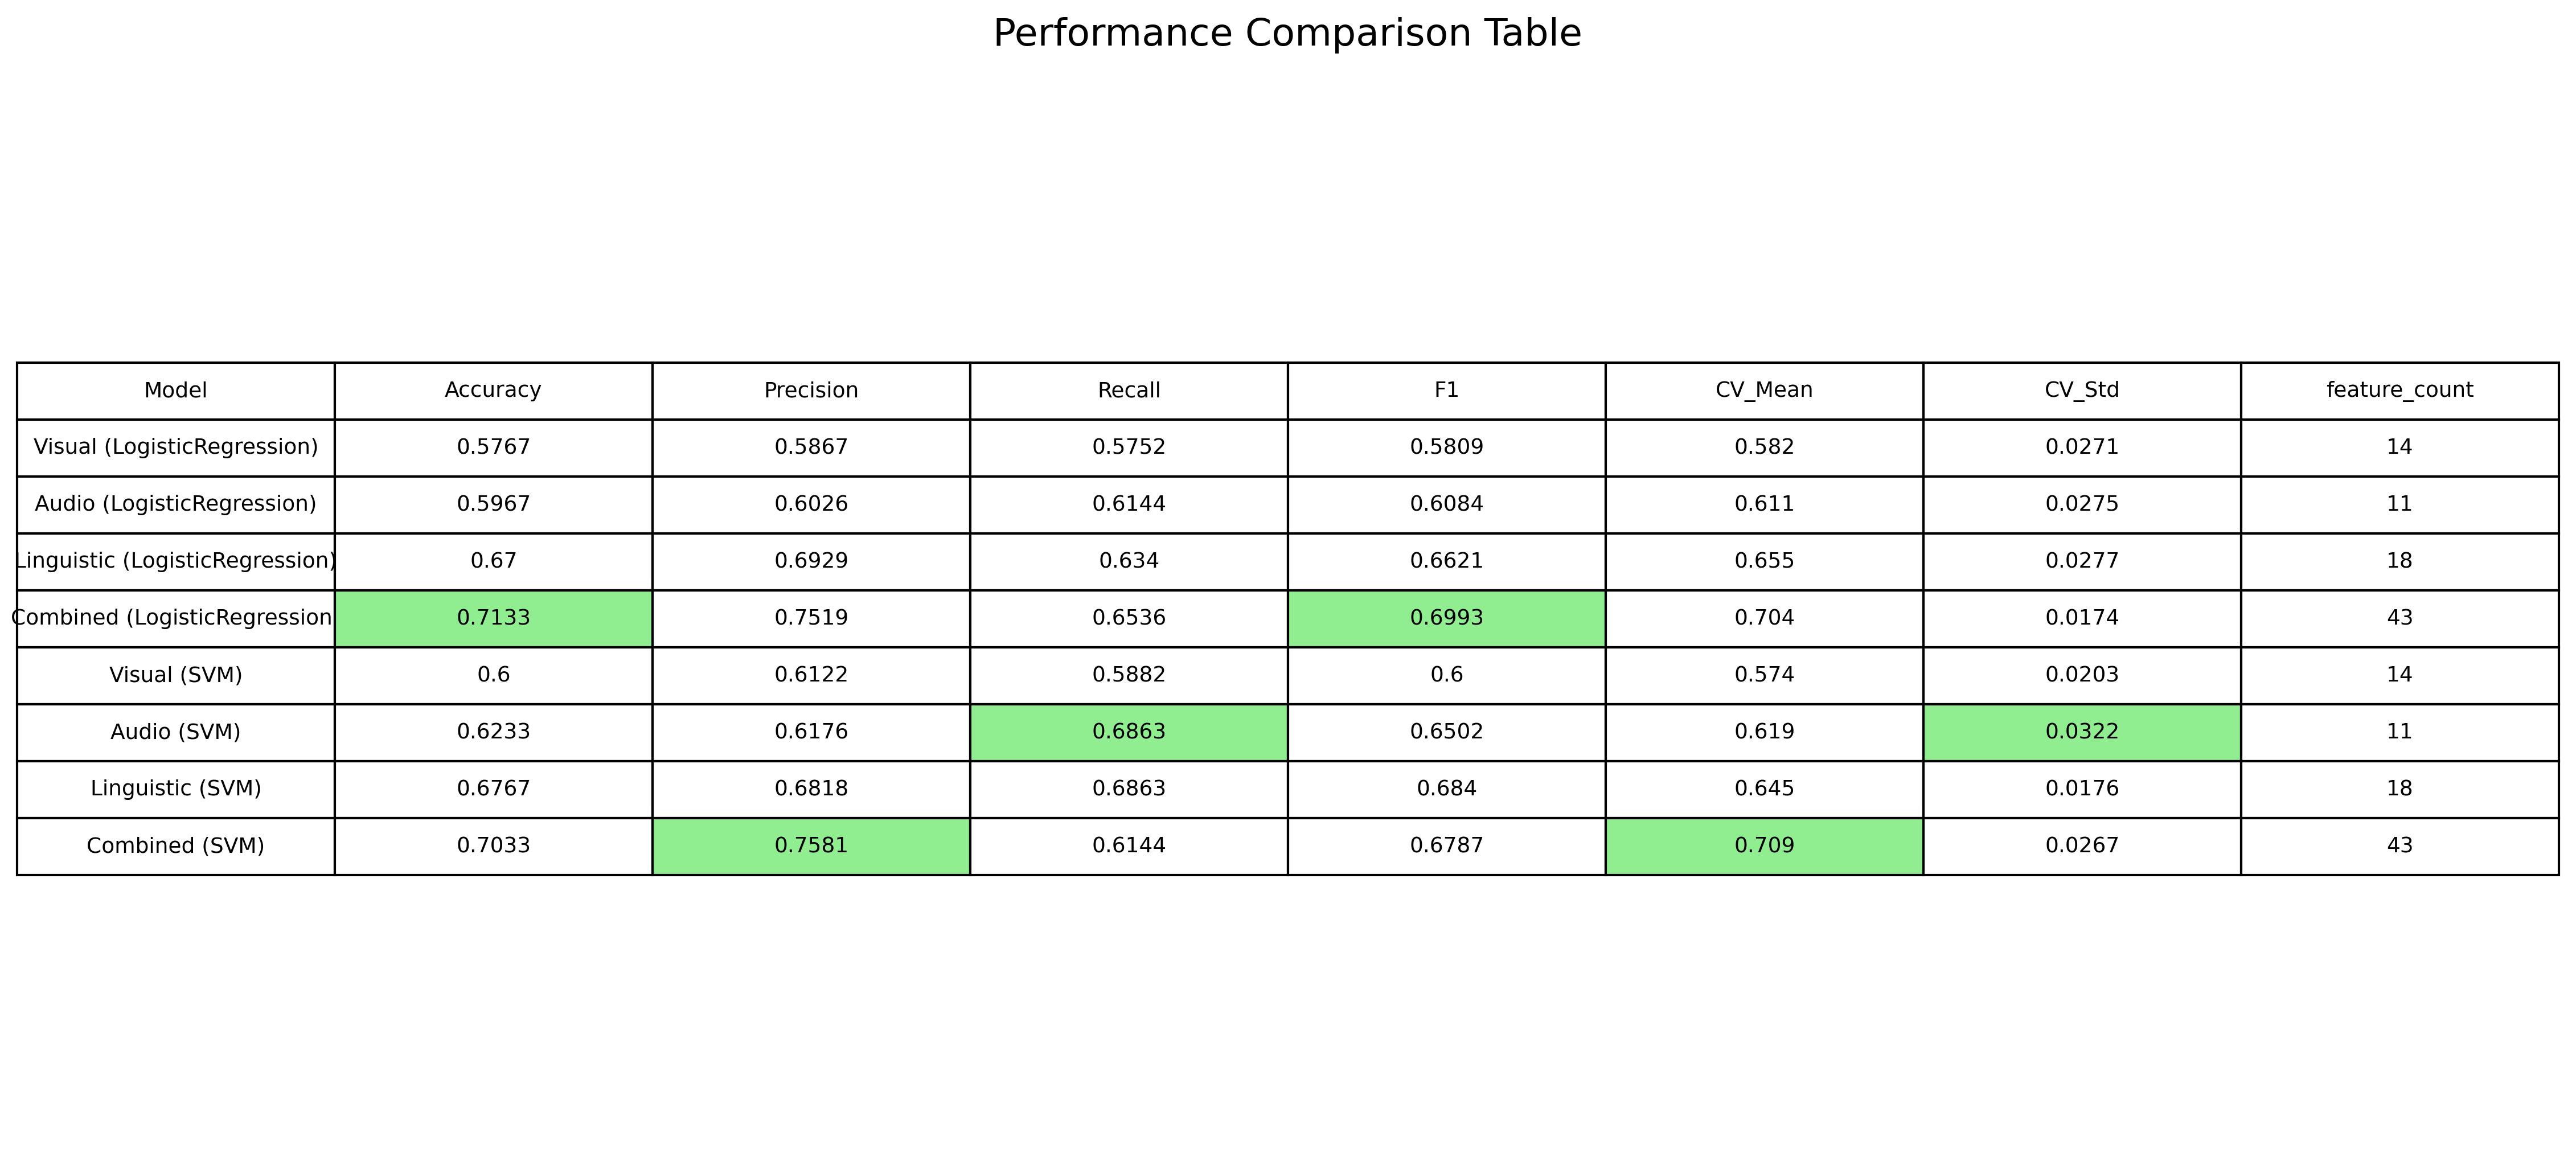 Performance Comparison Table
Model Accuracy Precision Recall F1 CV_Mean CV_Std feature_count
Visual (LogisticRegression) 0.5767 0.5867 0.5752 0.5809 0.582 0.0271 14
Audio (LogisticRegression) 0.5967 0.6026 0.6144 0.6084 0.611 0.0275 11
Linguistic (LogisticRegression) 0.67 0.6929 0.634 0.6621 0.655 0.0277 18
Combined (LogisticRegression 0.7133 0.7519 0.6536 0.6993 0.704 0.0174 43
Visual (SVM) 0.6 0.6122 0.5882 0.6 0.574 0.0203 14
Audio (SVM) 0.6233 0.6176 0.6863 0.6502 0.619 0.0322 11
Linguistic (SVM) 0.6767 0.6818 0.6863 0.684 0.645 0.0176 18
Combined (SVM) 0.7033 0.7581 0.6144 0.6787 0.709 0.0267 43